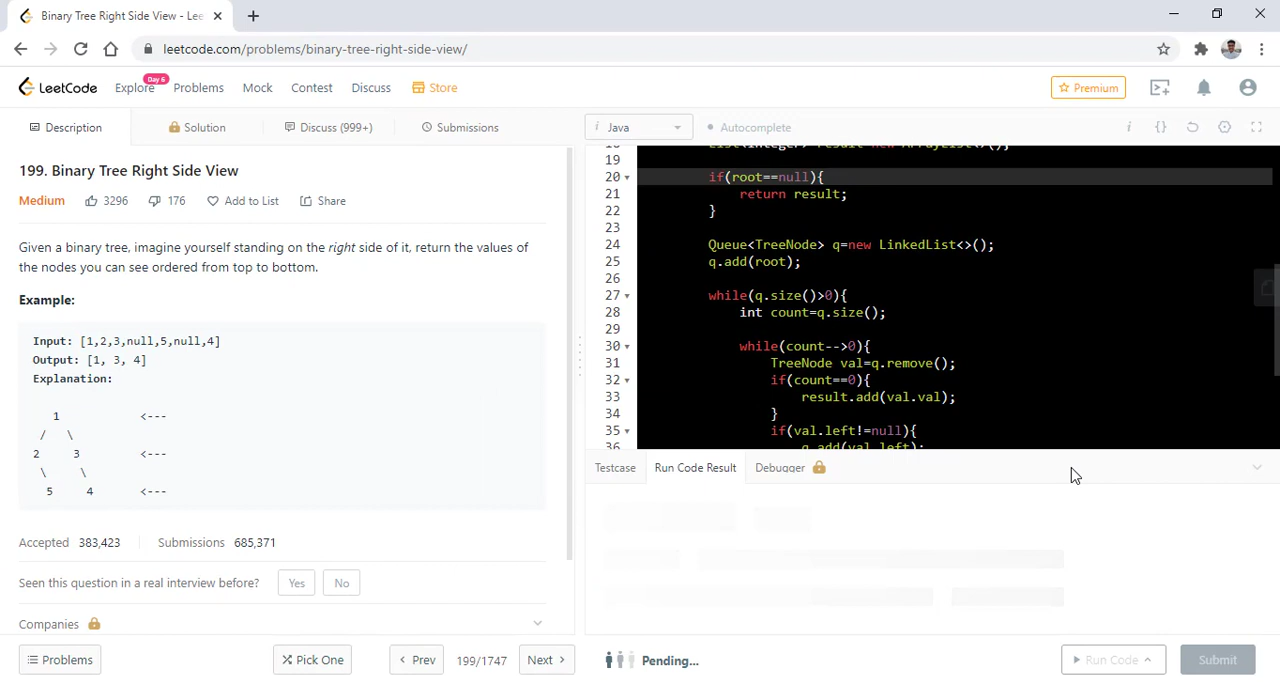 Binary Tree Right Side View - Lee
leetcode.com/problems/binary-tree-right-side-view/
LeetCode
Explore
Day 6
Problems
Mock
Contest
Discuss
Store
Premium
Description
Solution
Discuss (999+)
Submissions
i Java
Autocomplete
199. Binary Tree Right Side View
Medium
3296
176
Add to List
Share
Given a binary tree, imagine yourself standing on the right side of it, return the values of
the nodes you can see ordered from top to bottom.
Example:
Input: [1,2,3,null,5,null,4]
Output: [1, 3, 4]
Explanation:
1 <---
/ \
2 3 <---
\ \
5 4 <---
Accepted 383,423 Submissions 685,371
Seen this question in a real interview before? Yes No
Companies
18 List<Integer> result=new ArrayList<>();
19
20 if(root==null){
21 return result;
22 }
23
24 Queue<TreeNode> q=new LinkedList<>();
25 q.add(root);
26
27 while(q.size()>0){
28 int count=q.size();
29
30 while(count-->0){
31 TreeNode val=q.remove();
32 if(count==0){
33 result.add(val.val);
34 }
35 if(val.left!=null){
36 q.add(val.left);
Testcase
Run Code Result
Debugger
Problems
Pick One
< Prev
199/1747
Next >
Pending...
Run Code
Submit